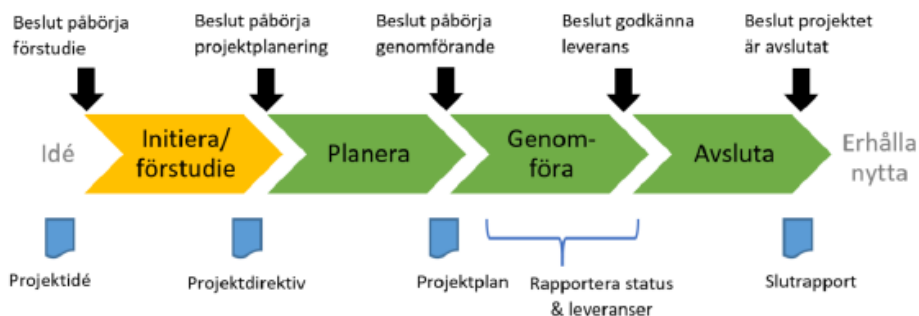 Beslut påbörja
förstudie
Beslut påbörja
projektplanering
Beslut påbörja
genomförande
Beslut godkänna
leverans
Beslut projektet
är avslutat
Idé
Initiera/
förstudie
Planera
Genom-
föra
Avsluta
Erhålla
nytta
Projektidé
Projektdirektiv
Projektplan
Rapportera status
& leveranser
Slutrapport